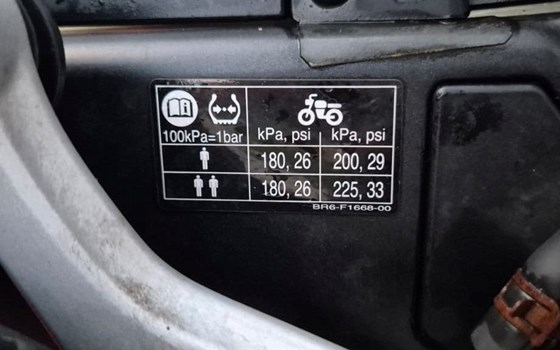 100kPa=1bar kPa, psi kPa, psi
180, 26 200, 29
180, 26 225, 33
BR6-F1668-00